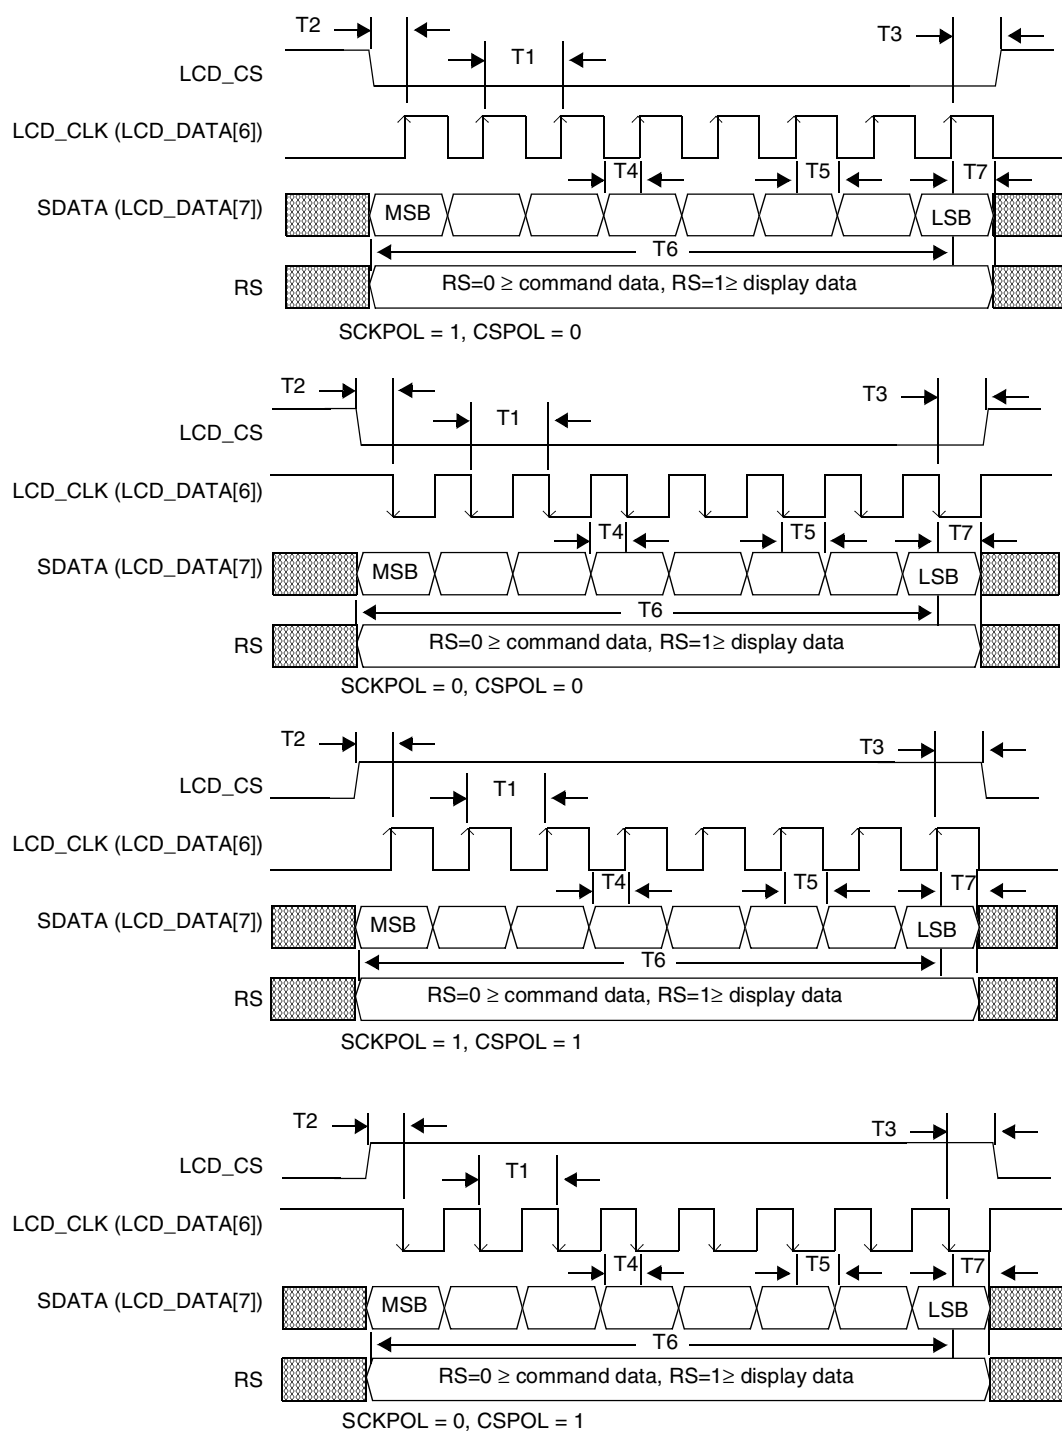 T2
T3
T1
LCD_CS
LCD_CLK (LCD_DATA[6])
T4
T5
T7
SDATA (LCD_DATA[7])
MSB
LSB
T6
RS
RS=0 ≥ command data, RS=1≥ display data
SCKPOL = 1, CSPOL = 0
T2
T3
T1
LCD_CS
LCD_CLK (LCD_DATA[6])
T4
T5
T7
SDATA (LCD_DATA[7])
MSB
LSB
T6
RS
RS=0 ≥ command data, RS=1≥ display data
SCKPOL = 0, CSPOL = 0
T2
T3
LCD_CS
T1
LCD_CLK (LCD_DATA[6])
T4
T5
T7
SDATA (LCD_DATA[7])
MSB
LSB
T6
RS
RS=0 ≥ command data, RS=1≥ display data
SCKPOL = 1, CSPOL = 1
T2
T3
LCD_CS
T1
LCD_CLK (LCD_DATA[6])
T4
T5
T7
SDATA (LCD_DATA[7])
MSB
LSB
T6
RS
RS=0 ≥ command data, RS=1≥ display data
SCKPOL = 0, CSPOL = 1